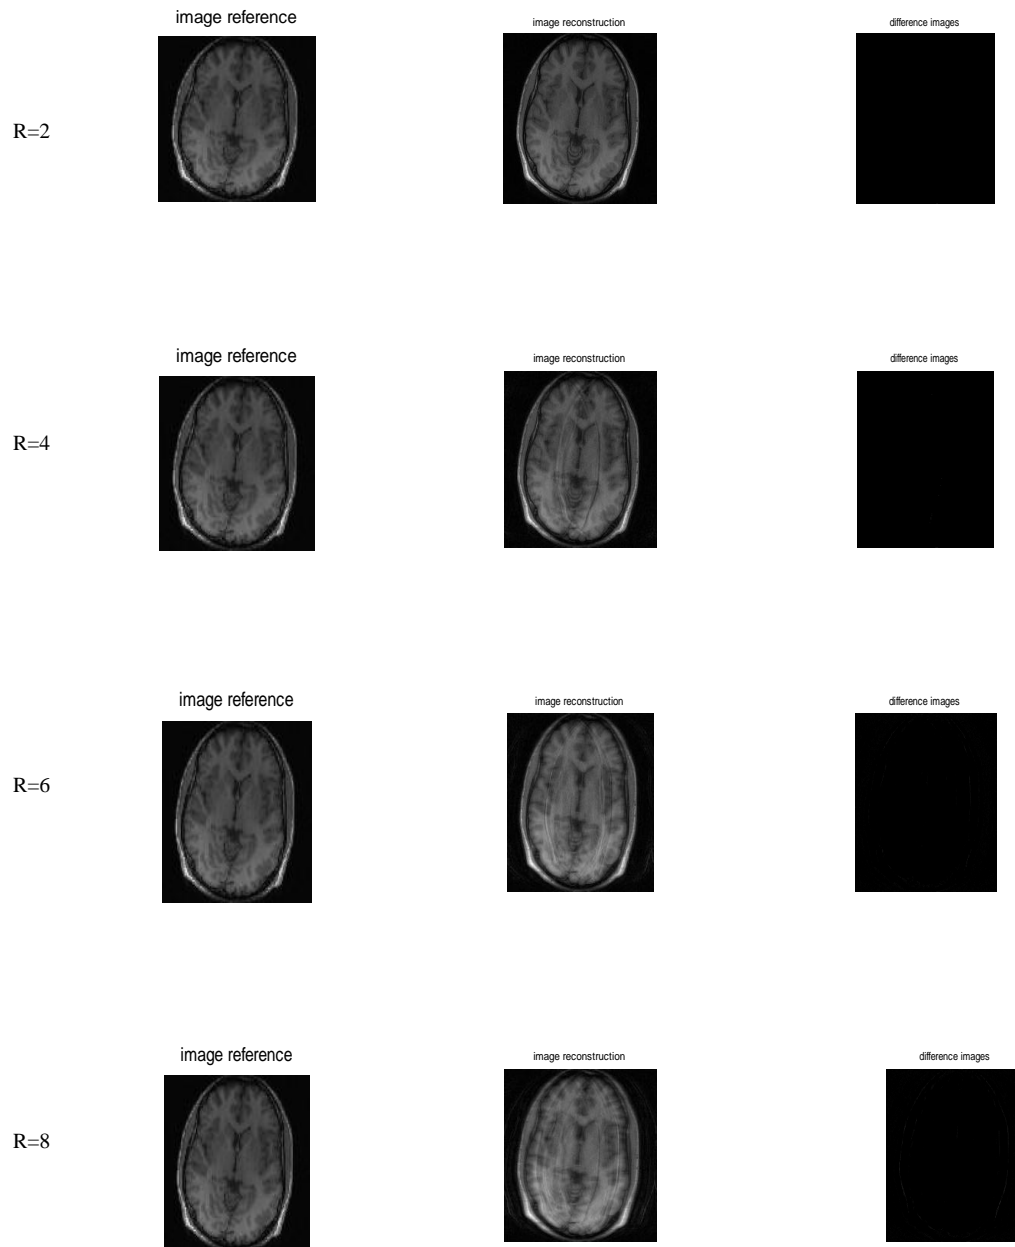 image reference
image reconstruction
difference images
R=2
image reference
image reconstruction
difference images
R=4
image reference
image reconstruction
difference images
R=6
image reference
image reconstruction
difference images
R=8